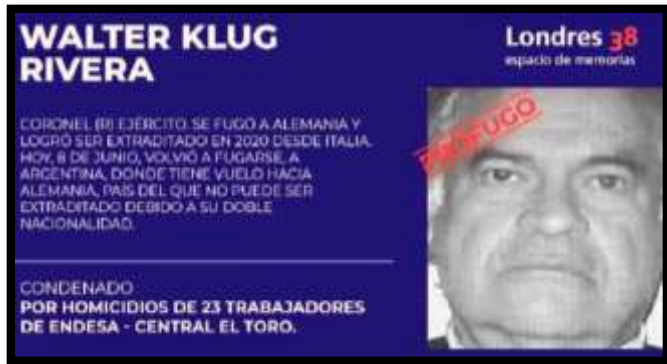 WALTER KLUG
RIVERA
CORONEL (R) EJÉRCITO. SE FUGÓ A ALEMANIA Y
LOGRÓ SER EXTRADITADO EN 2020 DESDE ITALIA.
HOY, 8 DE JUNIO, VOLVIÓ A FUGARSE, A
ARGENTINA, DONDE TIENE VUELO HACIA
ALEMANIA, PAÍS DEL QUE NO PUEDE SER
EXTRADITADO DEBIDO A SU DOBLE
NACIONALIDAD.
CONDENADO
POR HOMICIDIOS DE 23 TRABAJADORES
DE ENDESA - CENTRAL EL TORO.
Londres 38
espacio de memorias
PRÓFUGO